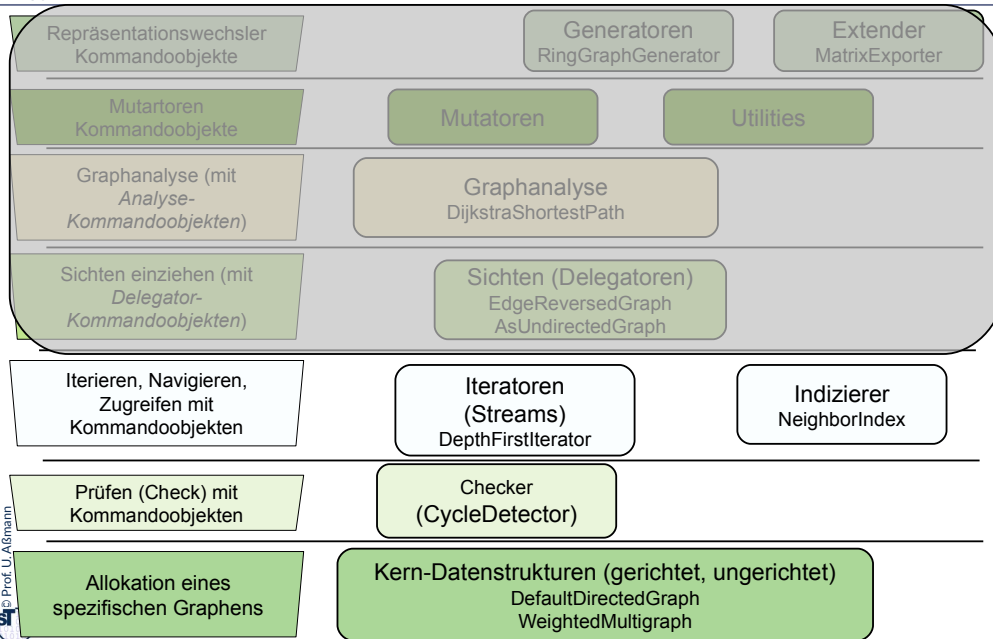 Repräsentationswechsler
Kommandoobjekte
Generatoren
RingGraphGenerator
Extender
MatrixExporter
Mutartoren
Kommandoobjekte
Mutatoren
Utilities
Graphanalyse (mit
Analyse-
Kommandoobjekten)
Graphanalyse
DijkstraShortestPath
Sichten einziehen (mit
Delegator-
Kommandoobjekten)
Sichten (Delegatoren)
EdgeReversedGraph
AsUndirectedGraph
Iterieren, Navigieren,
Zugreifen mit
Kommandoobjekten
Iteratoren
(Streams)
DepthFirstIterator
Indizierer
NeighborIndex
Prüfen (Check) mit
Kommandoobjekten
Checker
(CycleDetector)
Allokation eines
spezifischen Graphens
Kern-Datenstrukturen (gerichtet, ungerichtet)
DefaultDirectedGraph
WeightedMultigraph
© Prof. U. Aßmann